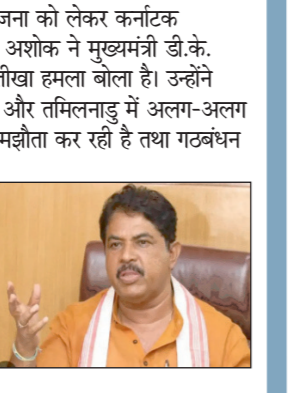 जना को लेकर कर्नाटक
अशोक ने मुख्यमंत्री डी.के.
तीखा हमला बोला है। उन्होंने
और तमिलनाडु में अलग-अलग
मझौता कर रही है तथा गठबंधन